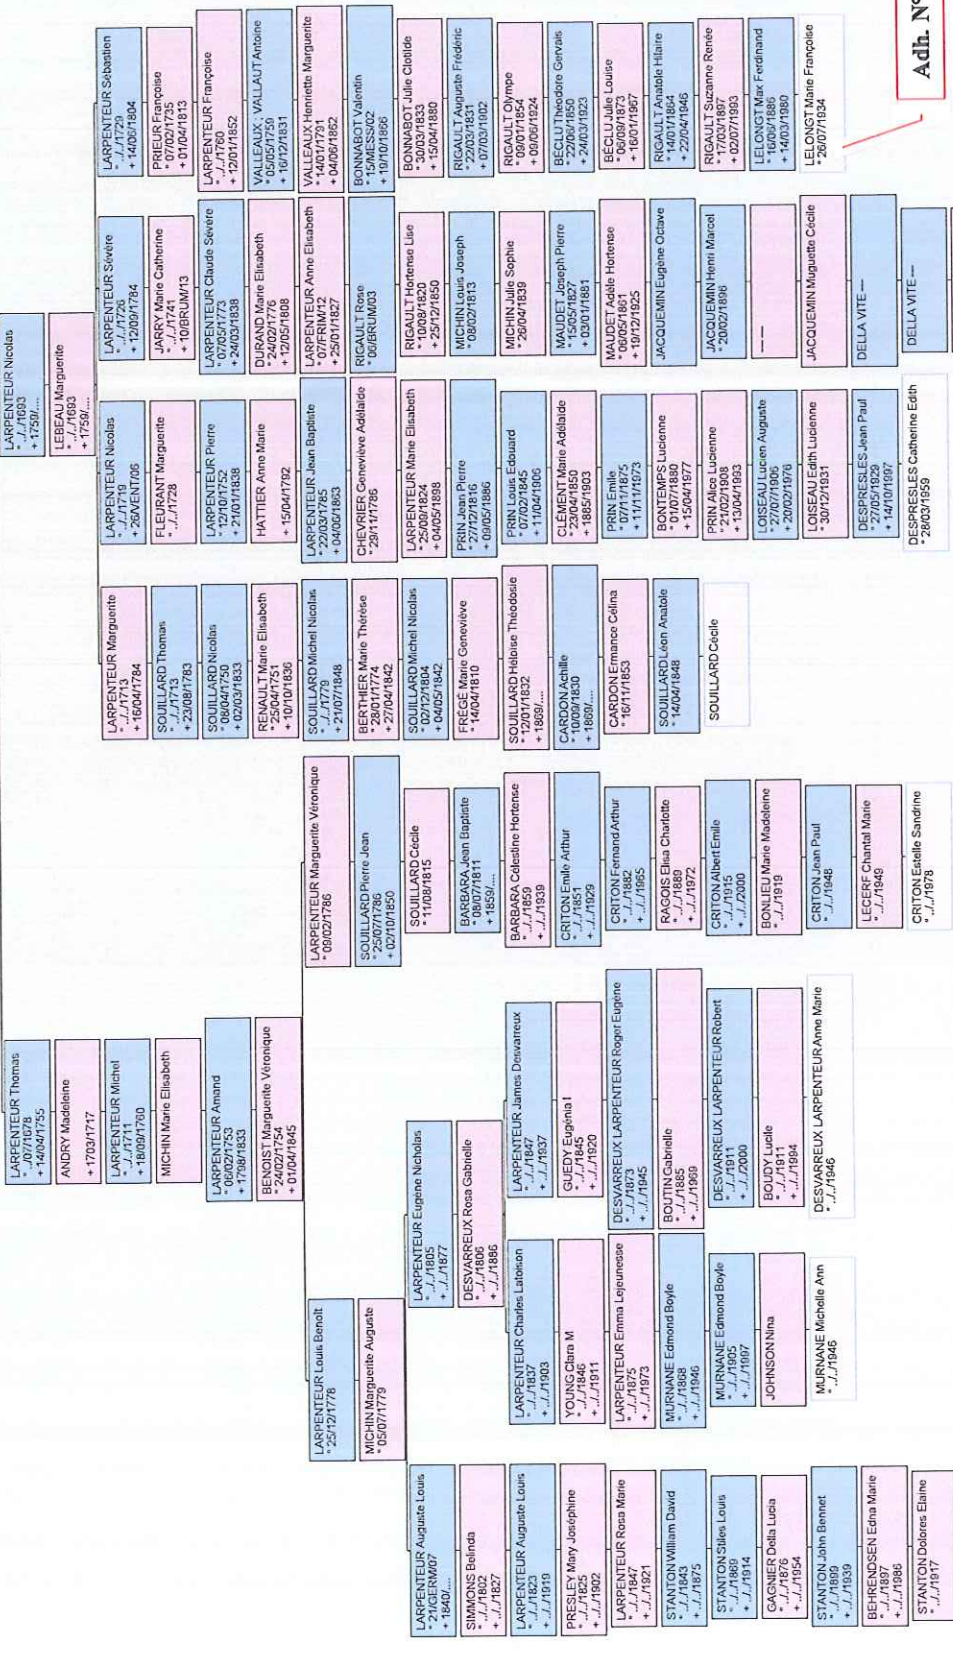 LARPENTEUR Nicolas
* ../../1693
+ 1759/....
LEBEAU Marguerite
* ../../1693
+ 1759/....
LARPENTEUR Thomas
* ../07/1678
+ 14/04/1755
ANDRY Madeleine
+ 1703/1717
LARPENTEUR Michel
* ../../1711
+ 18/09/1760
MICHIN Marie Elisabeth
LARPENTEUR Amand
* 06/02/1753
+ 1798/1833
BENOIST Marguerite Véronique
* 24/02/1754
+ 01/04/1845
LARPENTEUR Louis Benoît
* 25/12/1778
MICHIN Marguerite Auguste
* 05/07/1779
LARPENTEUR Auguste Louis
* 21/GERM/07
+ 1840/....
SIMMONS Belinda
* ../../1802
+ ../../1827
LARPENTEUR Auguste Louis
* ../../1823
+ ../../1919
PRESLEY Mary Joséphine
* ../../1825
+ ../../1902
LARPENTEUR Rosa Marie
* ../../1847
+ ../../1921
STANTON William David
* ../../1843
+ ../../1875
STANTON Stiles Louis
* ../../1869
+ ../../1914
GAGNIER Della Lucia
* ../../1876
+ ../../1954
STANTON John Bennet
* ../../1899
+ ../../1939
BEHRENDSEN Edna Marie
* ../../1897
+ ../../1986
STANTON Dolores Elaine
* ../../1917
LARPENTEUR Eugène Nicholas
* ../../1805
+ ../../1877
DESVARREUX Rosa Gabrielle
* ../../1806
+ ../../1886
LARPENTEUR Charles Latoison
* ../../1837
+ ../../1903
YOUNG Clara M
* ../../1846
+ ../../1911
LARPENTEUR Emma Lejeunesse
* ../../1875
+ ../../1973
MURNANE Edmond Boyle
* ../../1868
+ ../../1946
MURNANE Edmond Boyle
* ../../1905
+ ../../1997
JOHNSON Nina
MURNANE Michelle Ann
* ../../1946
LARPENTEUR James Desvarreux
* ../../1847
+ ../../1937
GUEDY Eugénia I
* ../../1845
+ ../../1920
DESVARREUX LARPENTEUR Roger Eugène
* ../../1873
+ ../../1945
BOUTIN Gabrielle
* ../../1885
+ ../../1969
DESVARREUX LARPENTEUR Robert
* ../../1911
+ ../../2000
BOUDY Lucile
* ../../1911
+ ../../1994
DESVARREUX LARPENTEUR Anne Marie
* ../../1946
LARPENTEUR Marguerite Véronique
* 09/02/1786
SOUILLARD Pierre Jean
* 25/07/1786
+ 02/10/1850
SOUILLARD Cécile
* 11/08/1815
BARBARA Jean Baptiste
* 08/07/1811
+ 1859/....
BARBARA Célestine Hortense
* ../../1859
+ ../../1939
CRITON Emile Arthur
* ../../1851
+ ../../1929
CRITON Fernand Arthur
* ../../1882
+ ../../1965
RAGOIS Elisa Charlotte
* ../../1889
+ ../../1972
CRITON Albert Emile
* ../../1915
+ ../../2000
BONLIEU Marie Madeleine
* ../../1919
CRITON Jean Paul
* ../../1948
LECERF Chantal Marie
* ../../1949
CRITON Estelle Sandrine
* ../../1978
LARPENTEUR Marguerite
* ../../1713
+ 16/04/1784
SOUILLARD Thomas
* ../../1713
+ 23/08/1783
SOUILLARD Nicolas
* 08/04/1750
+ 02/03/1833
RENAULT Marie Elisabeth
* 25/04/1751
+ 10/10/1836
SOUILLARD Michel Nicolas
* ../../1779
+ 21/07/1848
BERTHIER Marie Thérèse
* 28/01/1774
+ 27/04/1842
SOUILLARD Michel Nicolas
* 02/12/1804
+ 04/05/1842
FRÉGÉ Marie Geneviève
* 14/04/1810
SOUILLARD Héloïse Théodosie
* 12/01/1832
+ 1869/....
CARDON Achille
* 10/09/1830
+ 1869/....
CARDON Ermance Célina
* 16/11/1853
SOUILLARD Léon Anatole
* 14/04/1848
SOUILLARD Cécile
LARPENTEUR Nicolas
* ../../1719
+ 26/VENT/06
FLEURSANT Marguerite
* ../../1728
LARPENTEUR Pierre
* 12/10/1752
+ 21/01/1838
HATTIER Anne Marie
+ 15/04/1792
LARPENTEUR Jean Baptiste
* 22/03/1785
+ 04/06/1863
CHEVRIER Geneviève Adélaïde
* 29/11/1786
LARPENTEUR Marie Elisabeth
* 25/09/1824
+ 04/05/1898
PRIN Jean Pierre
* 27/12/1816
+ 09/05/1886
PRIN Louis Edouard
* 07/02/1845
+ 11/04/1906
CLÉMENT Marie Adélaïde
* 23/04/1850
+ 1885/1903
PRIN Emile
* 07/11/1875
+ 11/11/1973
BONTEMPS Lucienne
* 01/07/1880
+ 15/04/1977
PRIN Alice Lucienne
* 21/02/1908
+ 13/04/1993
LOISEAU Lucien Auguste
* 27/07/1906
+ 20/02/1976
LOISEAU Edith Lucienne
* 30/12/1931
DESPRESLES Jean Paul
* 27/05/1929
+ 14/10/1997
DESPRESLES Catherine Edith
* 28/03/1959
LARPENTEUR Sévère
* ../../1726
+ 12/09/1784
JARRY Marie Catherine
* ../../1741
+ 10/BRUM/13
LARPENTEUR Claude Sévère
* 07/05/1773
+ 24/03/1838
DURAND Marie Elisabeth
* 24/02/1776
+ 12/05/1808
LARPENTEUR Anne Elisabeth
* 07/FRIM/12
+ 25/01/1827
RIGAULT Rose
* 06/BRUM/03
RIGAULT Hortense Lise
* 10/08/1820
+ 25/12/1850
MICHIN Louis Joseph
* 08/02/1813
MICHIN Julie Sophie
* 26/04/1839
MAUDET Joseph Pierre
* 15/05/1827
+ 03/01/1881
MAUDET Adèle Hortense
* 06/05/1861
+ 19/12/1925
JACQUEMIN Eugène Octave
JACQUEMIN Henri Marcel
* 20/02/1896
— —
JACQUEMIN Muguette Cécile
DELLA VITE —
DELLA VITE —
LARPENTEUR Sébastien
* ../../1729
+ 14/06/1804
PRIEUR Françoise
* 07/02/1735
+ 01/04/1813
LARPENTEUR Françoise
* ../../1760
+ 12/01/1852
VALLEAUX : VALLAUT Antoine
* 05/05/1759
+ 16/12/1831
VALLEAUX Henriette Marguerite
* 14/01/1791
+ 04/06/1862
BONNABOT Valentin
* 15/MESS/02
+ 19/10/1866
BONNABOT Julie Clotilde
* 30/03/1833
+ 15/04/1880
RIGAULT Auguste Frédéric
* 22/03/1831
+ 07/03/1902
RIGAULT Olympe
* 09/01/1854
+ 09/06/1924
BECLU Théodore Gervais
* 22/06/1850
+ 24/03/1923
BECLU Julie Louise
* 06/09/1873
+ 16/01/1967
RIGAULT Anatole Hilaire
* 14/01/1864
+ 22/04/1946
RIGAULT Suzanne Renée
* 17/03/1897
+ 02/07/1993
LELONGT Max Ferdinand
* 16/06/1886
+ 14/03/1980
LELONGT Marie Françoise
* 26/07/1934
Adh. N°